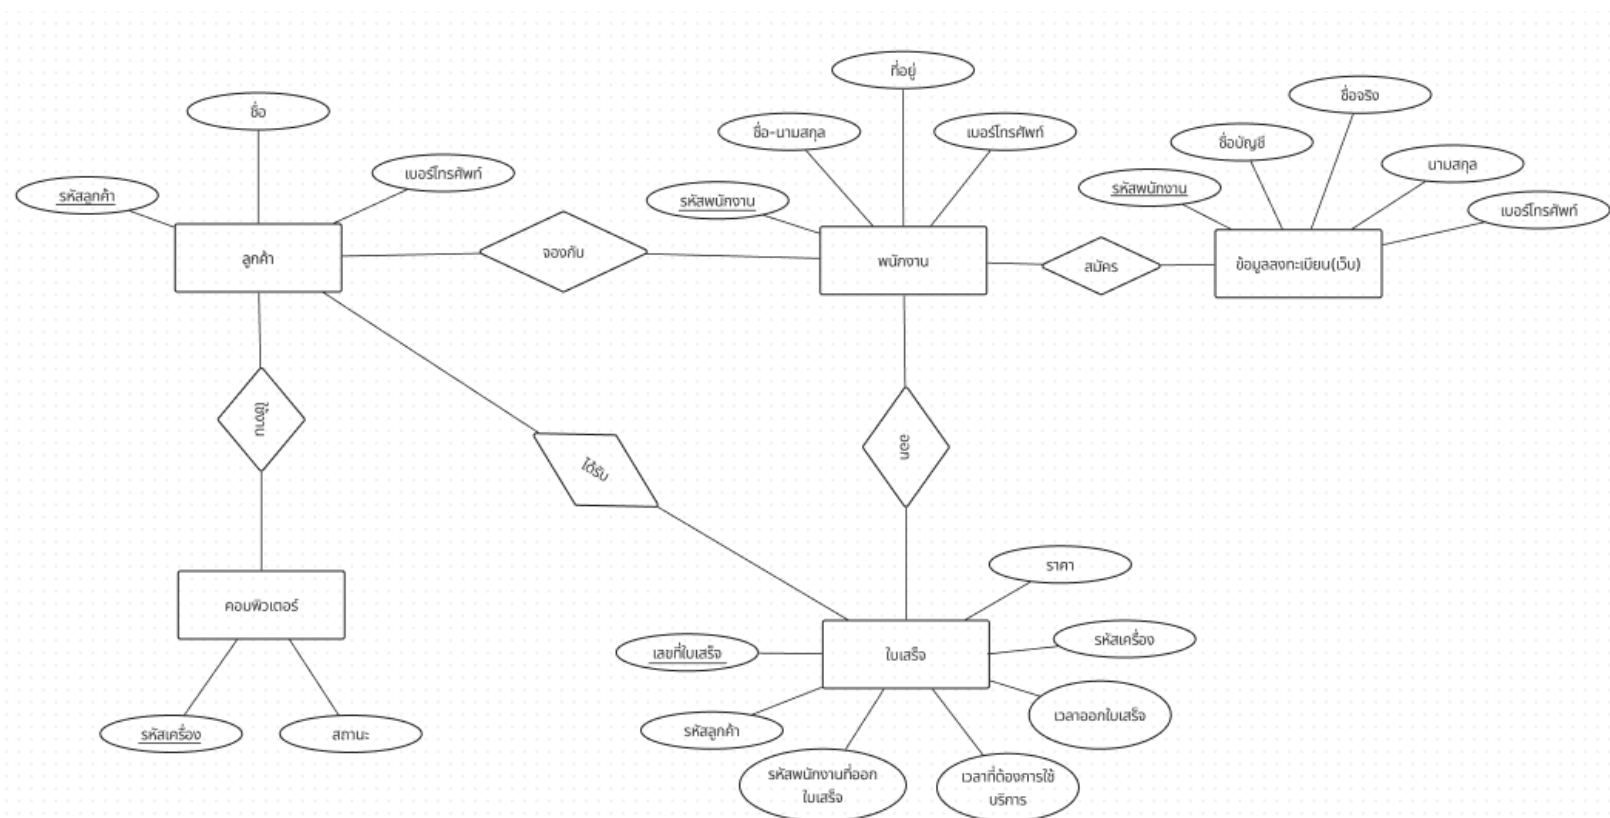 ที่อยู่
ชื่อจริง
ชื่อ
ชื่อ-นามสกุล
เบอร์โทรศัพท์
ชื่อบัญชี
นามสกุล
รหัสลูกค้า
เบอร์โทรศัพท์
รหัสพนักงาน
รหัสพนักงาน
เบอร์โทรศัพท์
ลูกค้า
จองกับ
พนักงาน
สมัคร
ข้อมูลลงทะเบียน(เว็บ)
ใช้งาน
ได้รับ
ออก
ราคา
คอมพิวเตอร์
รหัสเครื่อง
เลขที่ใบเสร็จ
ใบเสร็จ
เวลาออกใบเสร็จ
รหัสเครื่อง
สถานะ
รหัสลูกค้า
รหัสพนักงานที่ออก
ใบเสร็จ
เวลาที่ต้องการใช้
บริการ